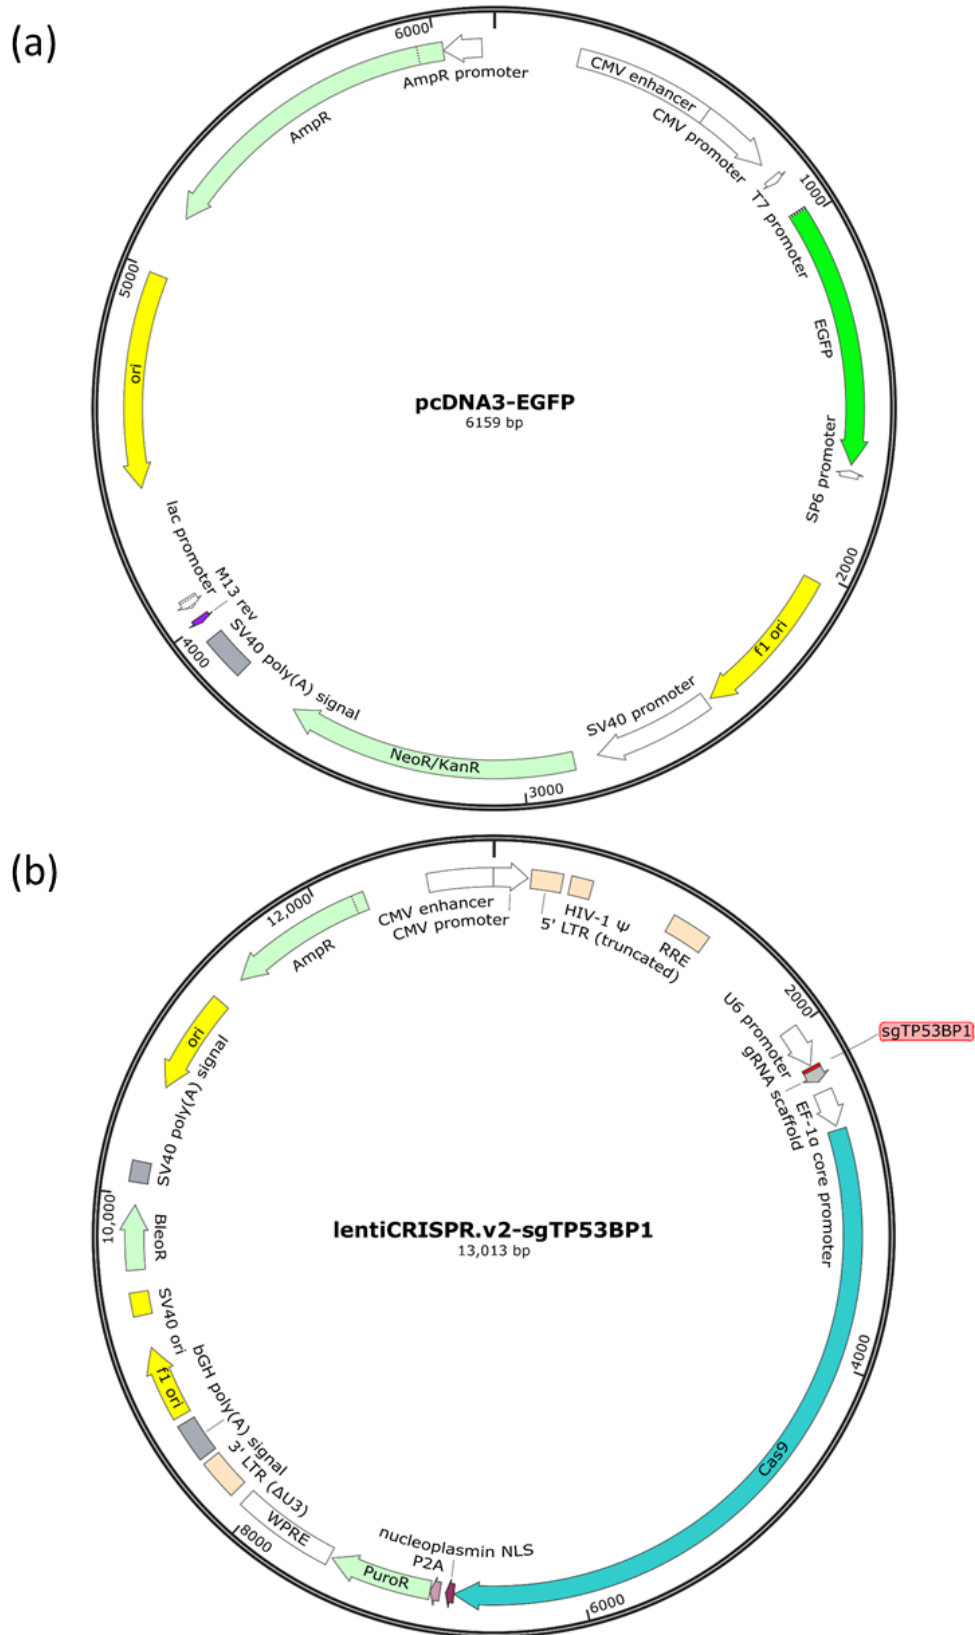 (a)
6000
AmpR promoter
AmpR
CMV enhancer
CMV promoter
T7 promoter
1000
EGFP
5000
ori
pcDNA3-EGFP
6159 bp
SP6 promoter
2000
f1 ori
lac promoter
M13 rev
4000
SV40 poly(A) signal
SV40 promoter
NeoR/KanR
3000
(b)
12,000
AmpR
CMV enhancer
CMV promoter
HIV-1 Ψ
5' LTR (truncated)
RRE
2000
U6 promoter
sgTP53BP1
gRNA scaffold
EF-1α core promoter
ori
SV40 poly(A) signal
10,000
BleoR
lentiCRISPR.v2-sgTP53BP1
13,013 bp
SV40 ori
f1 ori
bGH poly(A) signal
3' LTR (ΔU3)
4000
Cas9
WPRE
8000
nucleoplasmin NLS
P2A
PuroR
6000